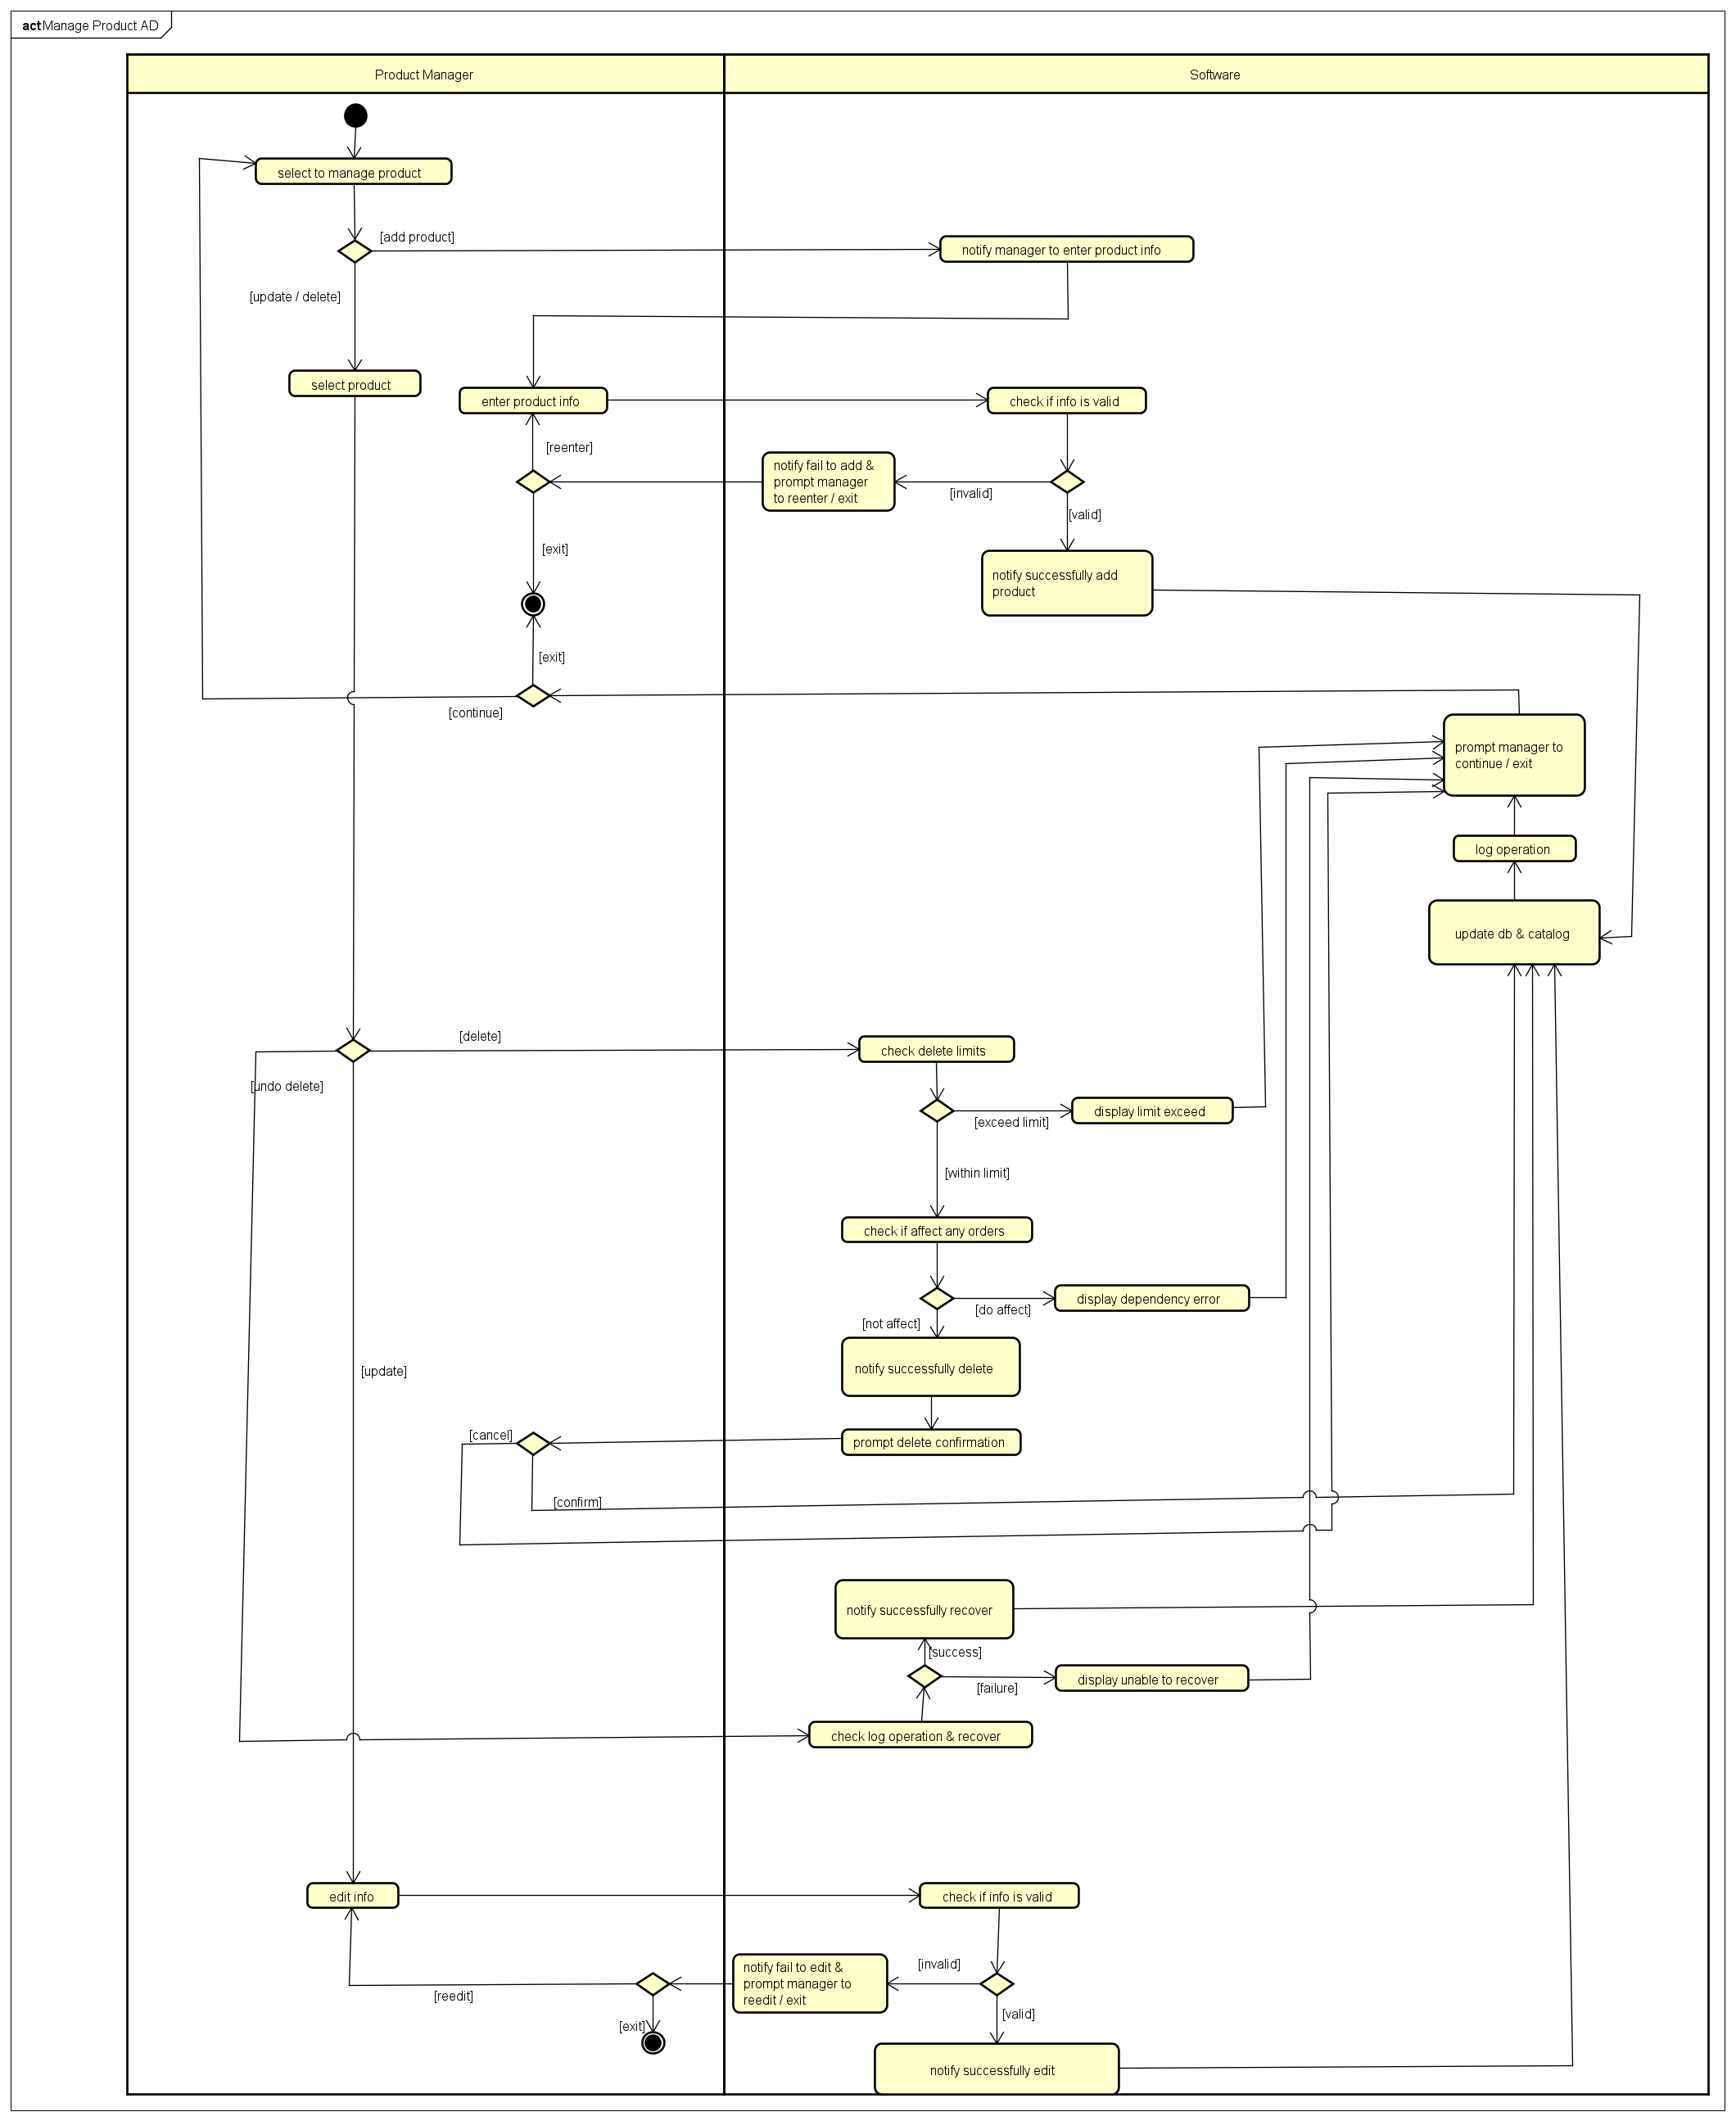 act Manage Product AD
Product Manager
Software
select to manage product
[add product]
notify manager to enter product info
[update / delete]
select product
enter product info
check if info is valid
[reenter]
notify fail to add &
prompt manager
to reenter / exit
[invalid]
[valid]
[exit]
notify successfully add
product
[exit]
[continue]
prompt manager to
continue / exit
log operation
update db & catalog
[delete]
check delete limits
[undo delete]
display limit exceed
[exceed limit]
[within limit]
check if affect any orders
display dependency error
[do affect]
[not affect]
notify successfully delete
[update]
[cancel]
prompt delete confirmation
[confirm]
notify successfully recover
[success]
display unable to recover
[failure]
check log operation & recover
edit info
check if info is valid
[invalid]
notify fail to edit &
prompt manager to
reedit / exit
[reedit]
[valid]
[exit]
notify successfully edit